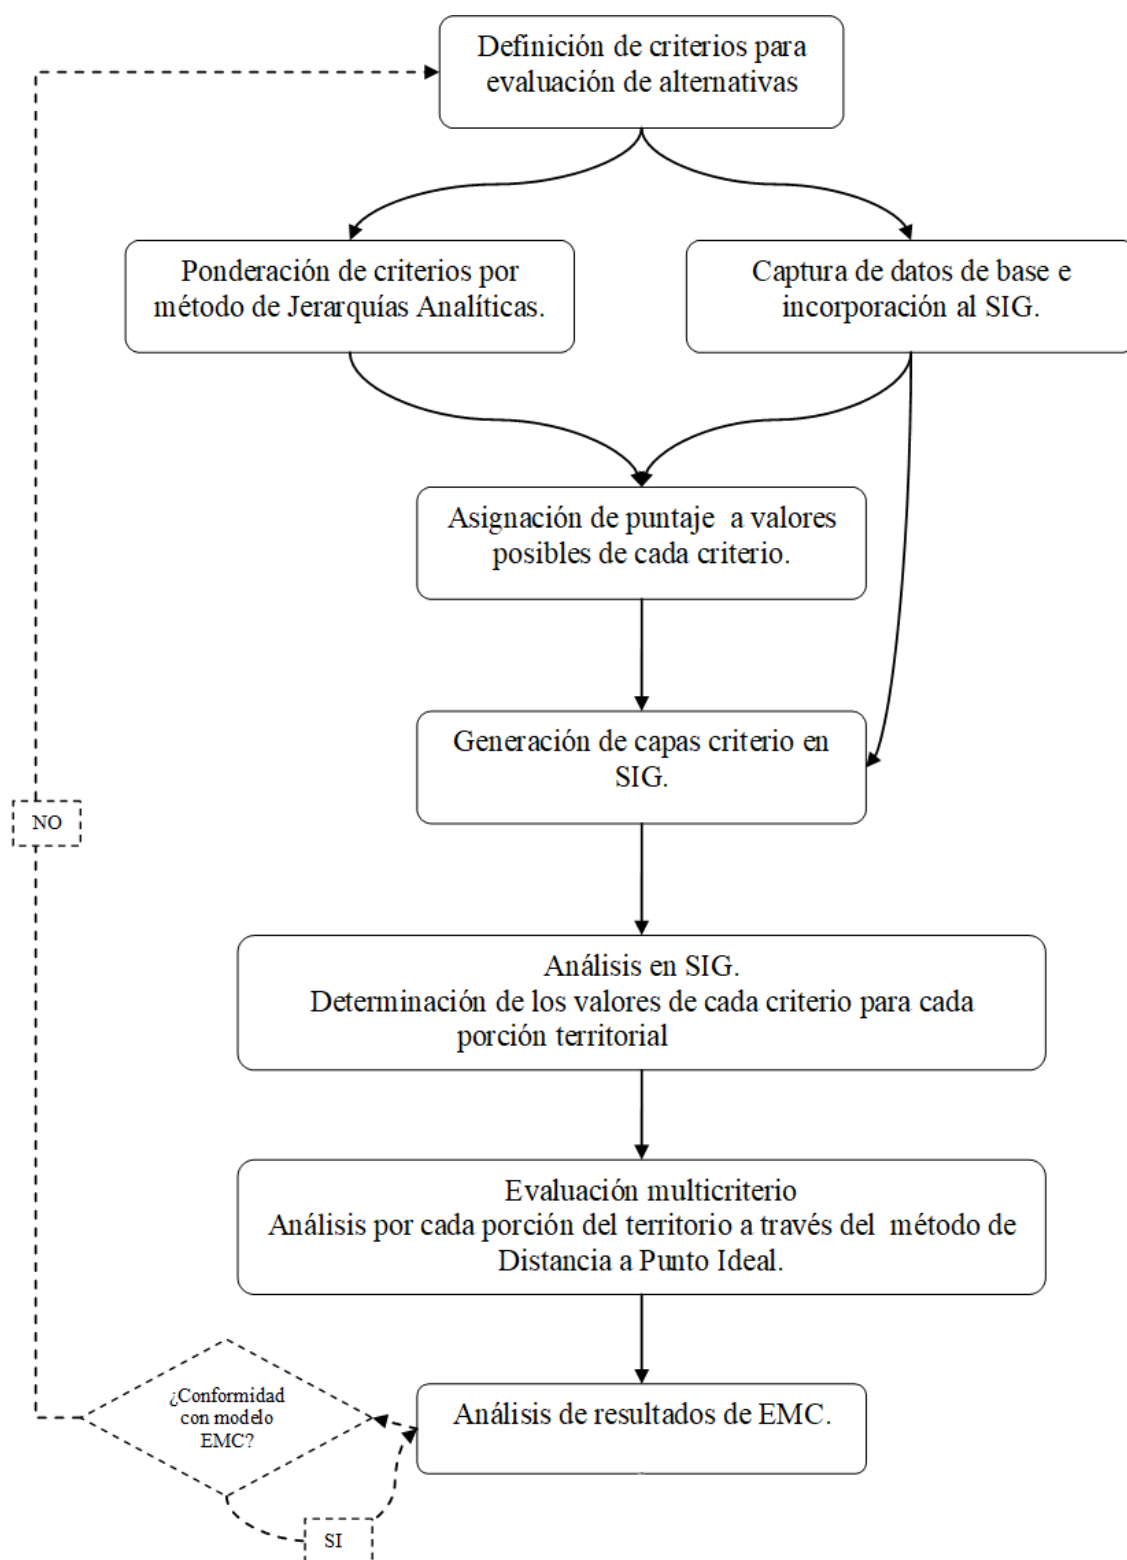 Definición de criterios para
evaluación de alternativas
Ponderación de criterios por
método de Jerarquías Analíticas.
Captura de datos de base e
incorporación al SIG.
Asignación de puntaje  a valores
posibles de cada criterio.
Generación de capas criterio en
SIG.
NO
Análisis en SIG.
Determinación de los valores de cada criterio para cada
porción territorial
Evaluación multicriterio
Análisis por cada porción del territorio a través del  método de
Distancia a Punto Ideal.
¿Conformidad
con modelo
EMC?
Análisis de resultados de EMC.
SI